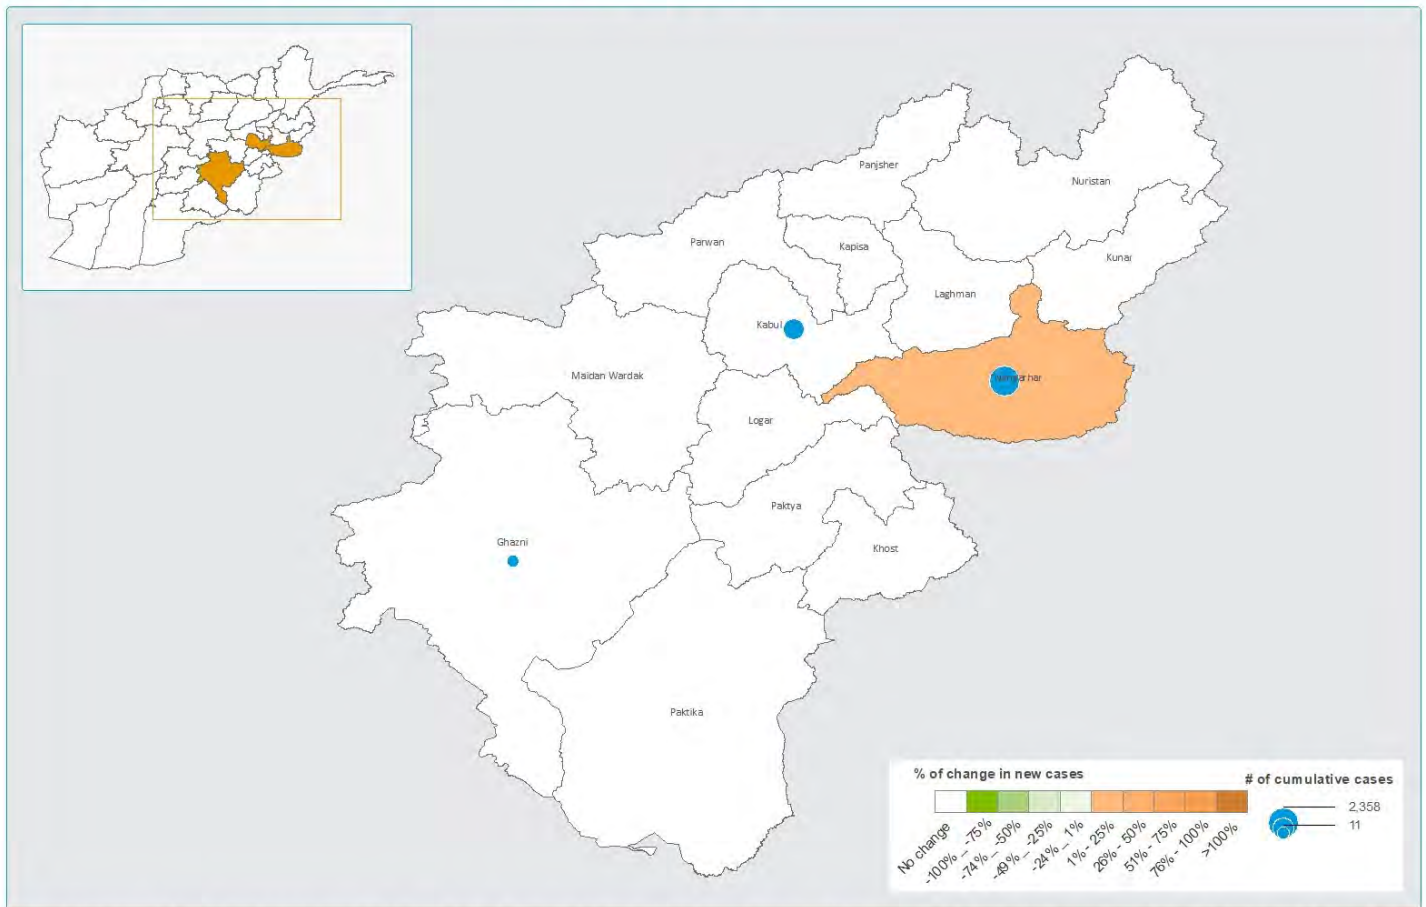 Panjsher
Nuristan
Parwan
Kapisa
Kunar
Laghman
Kabul
Maidan Wardak
Logar
Paktya
Ghazni
Khost
Paktika
% of change in new cases
# of cumulative cases
2,358
11
No change
-100% _ -75%
-74% _ -50%
-49% _ -25%
-24% _ 1%
1% - 25%
26% - 50%
51% - 75%
76% - 100%
>100%